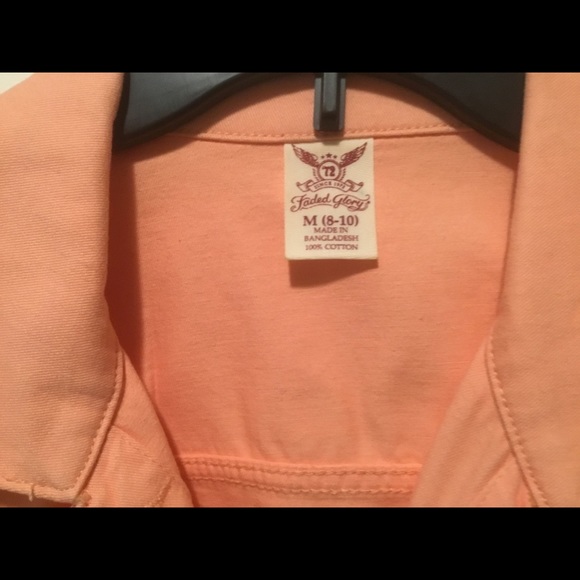 72
SINCE 1972
Faded Glory
M (8-10)
MADE IN
BANGLADESH
100% COTTON